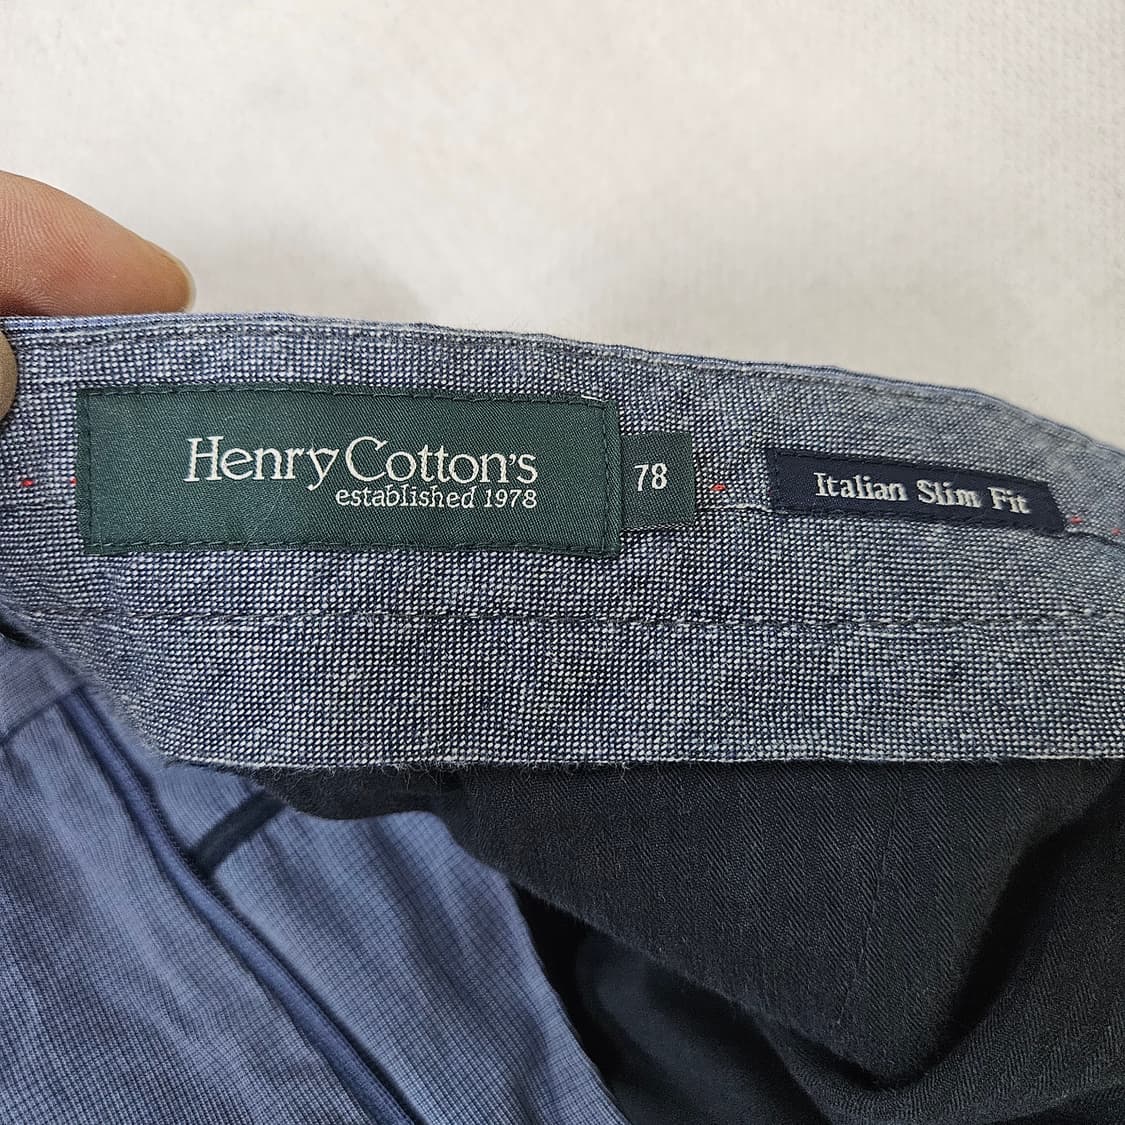 Henry Cotton's
established 1978
78
Italian Slim Fit